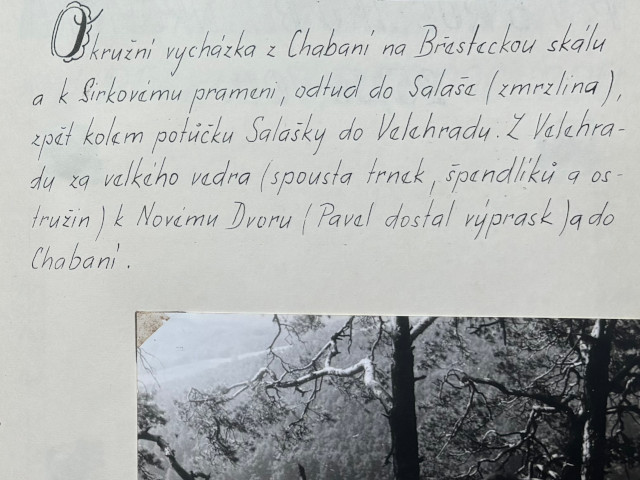 Okružní vycházka z Chabaní na Břesteckou skálu
a k Sirkovému prameni, odtud do Salaše (zmrzlina),
zpět kolem potůčku Salašky do Velehradu. Z Velehra-
du za velkého vedra (spousta trnek, špendlíků a os-
tružin) k Novému Dvoru (Pavel dostal výprask) a do
Chabaní.